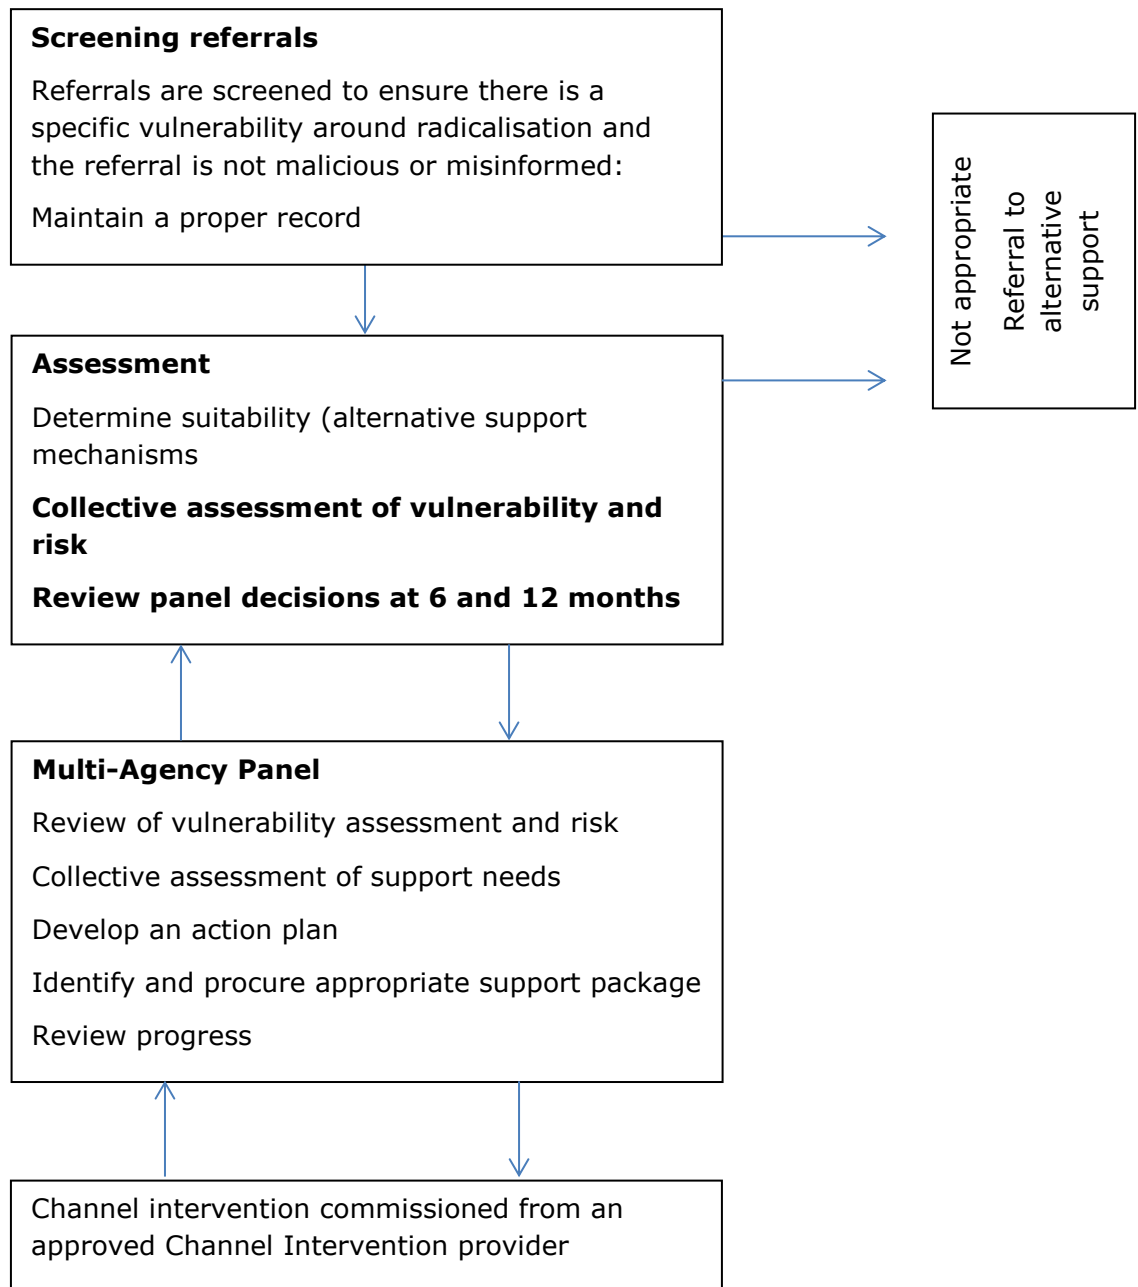 Screening referrals
Referrals are screened to ensure there is a
specific vulnerability around radicalisation and
the referral is not malicious or misinformed:
Maintain a proper record
Not appropriate
Referral to
alternative
support
Assessment
Determine suitability (alternative support
mechanisms
Collective assessment of vulnerability and
risk
Review panel decisions at 6 and 12 months
Multi-Agency Panel
Review of vulnerability assessment and risk
Collective assessment of support needs
Develop an action plan
Identify and procure appropriate support package
Review progress
Channel intervention commissioned from an
approved Channel Intervention provider